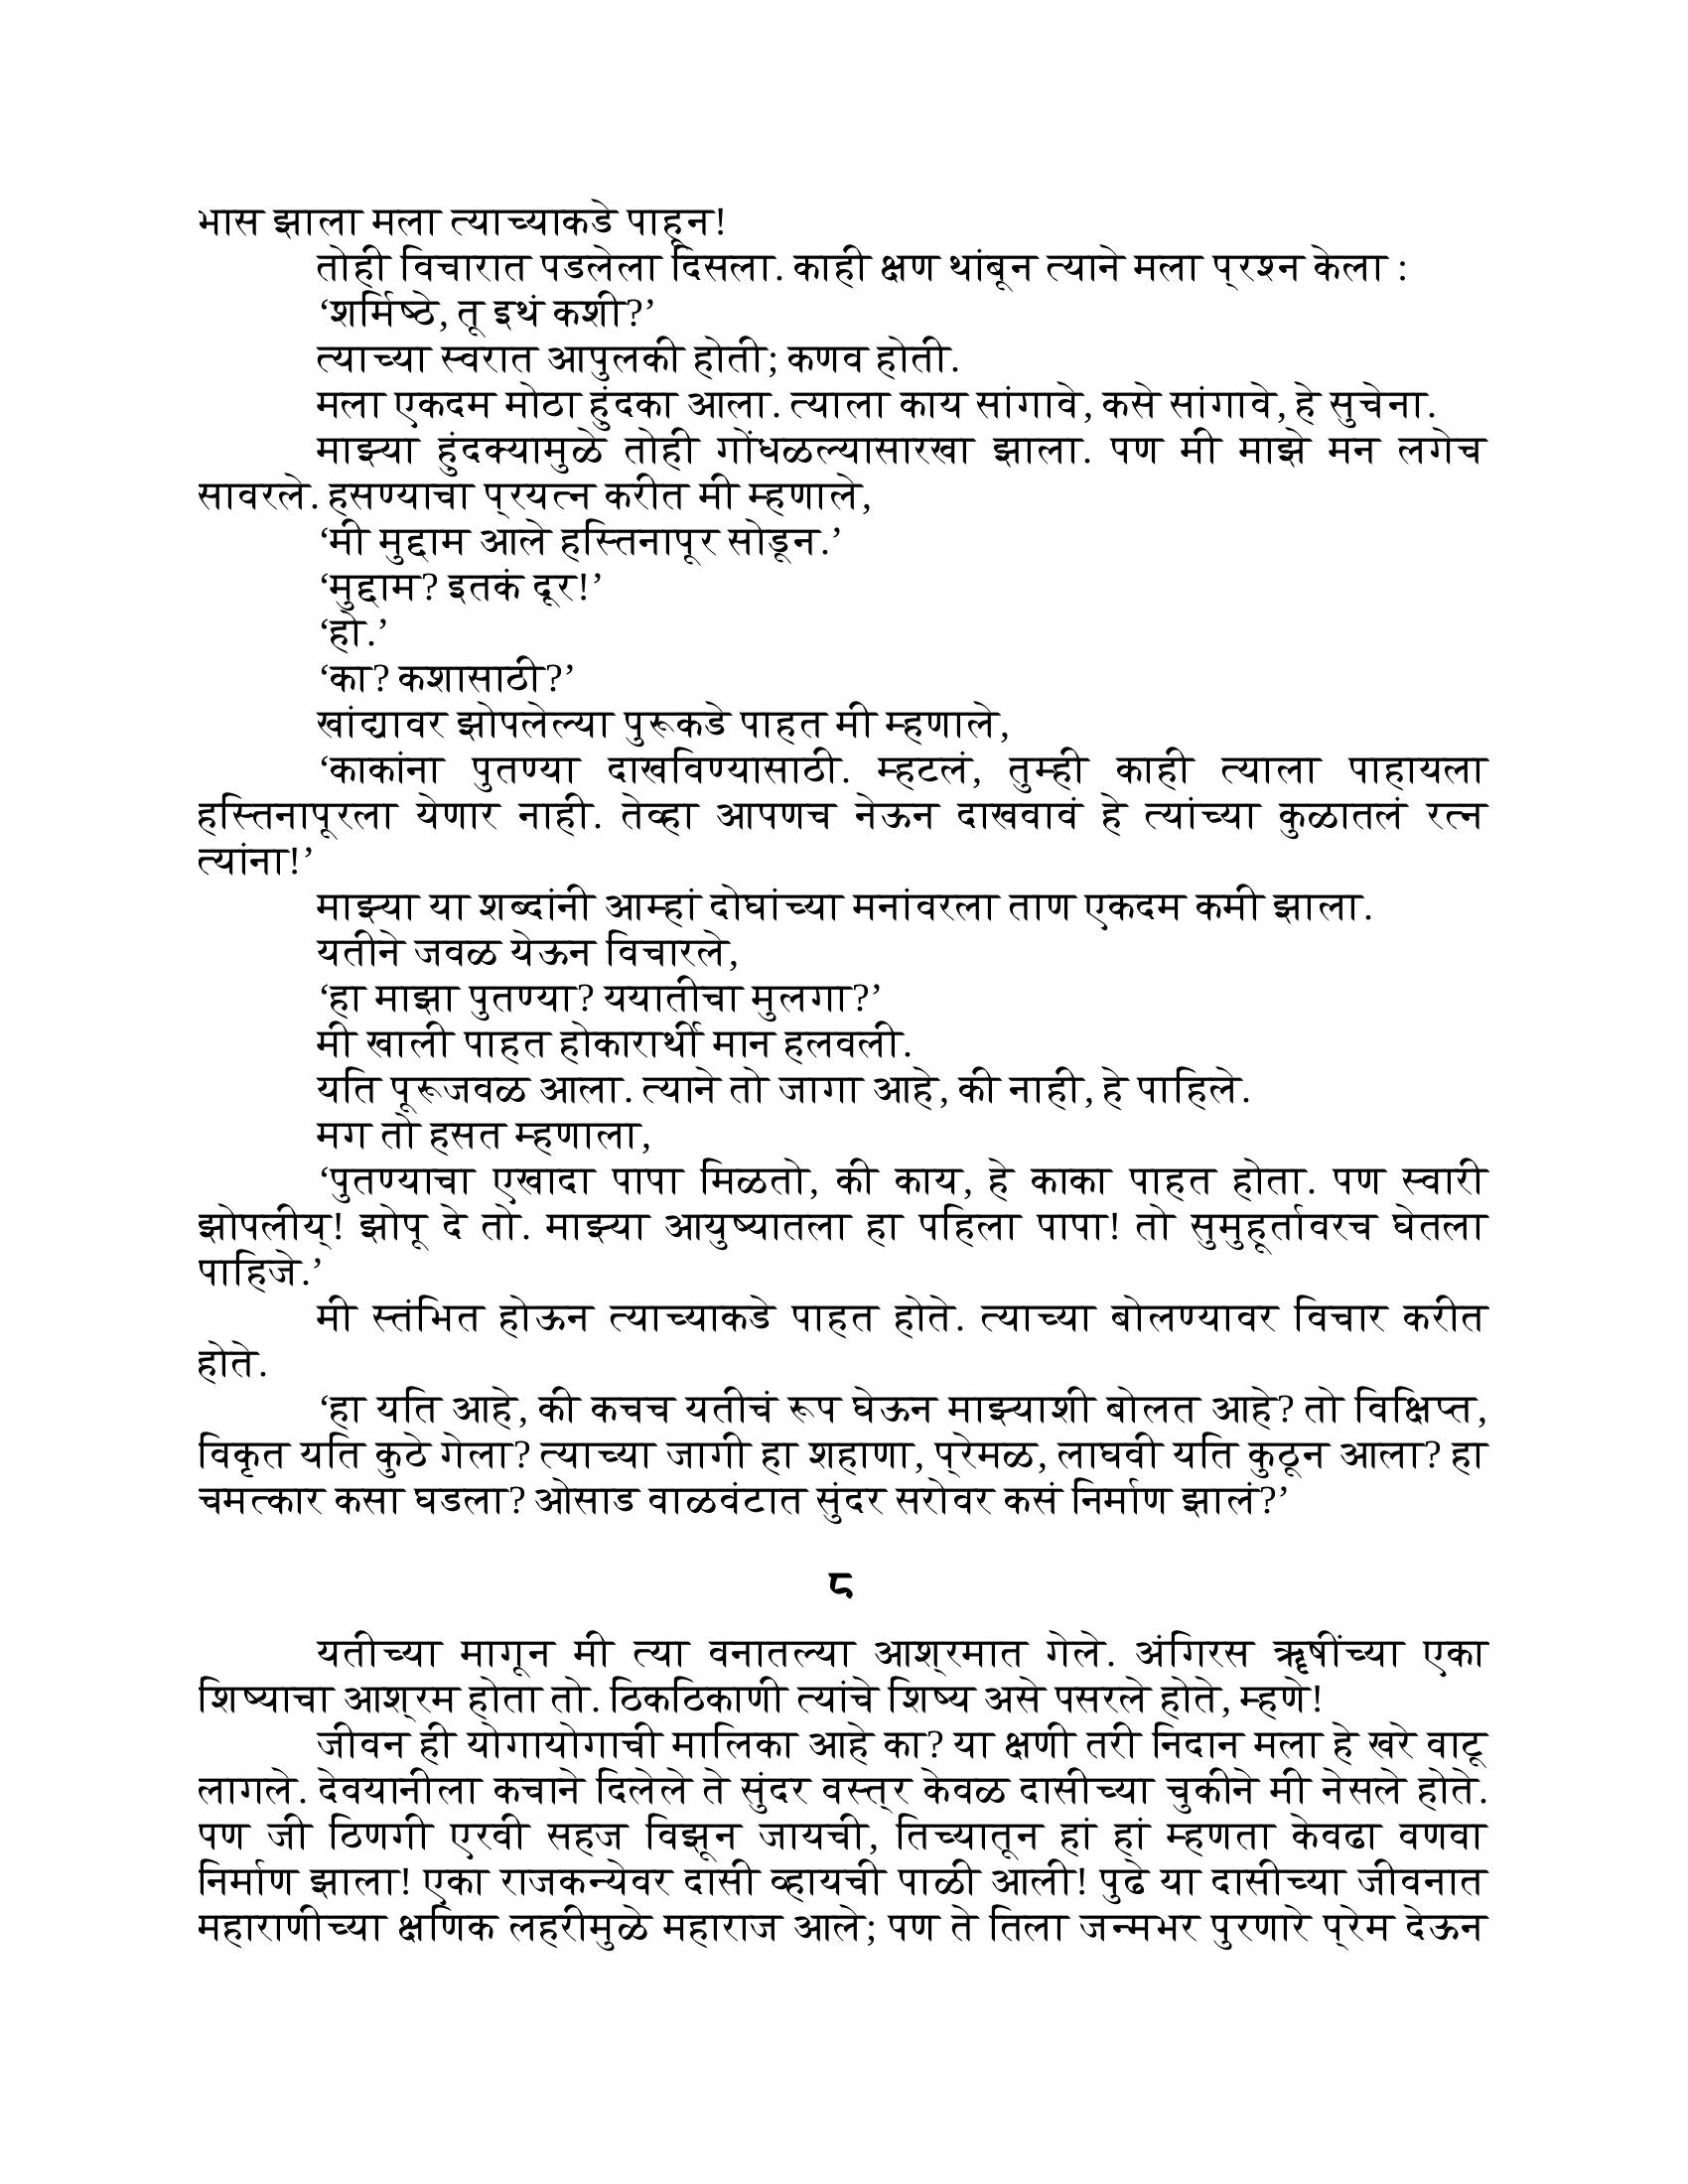 भास झाला मला त्याच्याकडे पाहून!
तोही विचारात पडलेला दिसला. काही क्षण थांबून त्याने मला प्रश्न केला :
‘शर्मिष्ठे, तू इथं कशी?’
त्याच्या स्वरात आपुलकी होती; कणव होती.
मला एकदम मोठा हुंदका आला. त्याला काय सांगावे, कसे सांगावे, हे सुचेना.
माझ्या हुंदक्यामुळे तोही गोंधळल्यासारखा झाला. पण मी माझे मन लगेच
सावरले. हसण्याचा प्रयत्न करीत मी म्हणाले,
‘मी मुद्दाम आले हस्तिनापूर सोडून.’
‘मुद्दाम? इतकं दूर!’
‘हो.’
‘का? कशासाठी?’
खांद्यावर झोपलेल्या पुरूकडे पाहत मी म्हणाले,
‘काकांना पुतण्या दाखविण्यासाठी. म्हटलं, तुम्ही काही त्याला पाहायला
हस्तिनापूरला येणार नाही. तेव्हा आपणच नेऊन दाखवावं हे त्यांच्या कुळातलं रत्न
त्यांना!’
माझ्या या शब्दांनी आम्हां दोघांच्या मनांवरला ताण एकदम कमी झाला.
यतीने जवळ येऊन विचारले,
‘हा माझा पुतण्या? ययातीचा मुलगा?’
मी खाली पाहत होकारार्थी मान हलवली.
यति पूरूजवळ आला. त्याने तो जागा आहे, की नाही, हे पाहिले.
मग तो हसत म्हणाला,
‘पुतण्याचा एखादा पापा मिळतो, की काय, हे काका पाहत होता. पण स्वारी
झोपलीय्! झोपू दे तो. माझ्या आयुष्यातला हा पहिला पापा! तो सुमुहूर्तावरच घेतला
पाहिजे.’
मी स्तंभित होऊन त्याच्याकडे पाहत होते. त्याच्या बोलण्यावर विचार करीत
होते.
‘हा यति आहे, की कचच यतीचं रूप घेऊन माझ्याशी बोलत आहे? तो विक्षिप्त,
विकृत यति कुठे गेला? त्याच्या जागी हा शहाणा, प्रेमळ, लाघवी यति कुठून आला? हा
चमत्कार कसा घडला? ओसाड वाळवंटात सुंदर सरोवर कसं निर्माण झालं?’
८
यतीच्या मागून मी त्या वनातल्या आश्रमात गेले. अंगिरस ॠषींच्या एका
शिष्याचा आश्रम होता तो. ठिकठिकाणी त्यांचे शिष्य असे पसरले होते, म्हणे!
जीवन ही योगायोगाची मालिका आहे का? या क्षणी तरी निदान मला हे खरे वाटू
लागले. देवयानीला कचाने दिलेले ते सुंदर वस्त्र केवळ दासीच्या चुकीने मी नेसले होते.
पण जी ठिणगी एरवी सहज विझून जायची, तिच्यातून हां हां म्हणता केवढा वणवा
निर्माण झाला! एका राजकन्येवर दासी व्हायची पाळी आली! पुढे या दासीच्या जीवनात
महाराणीच्या क्षणिक लहरीमुळे महाराज आले; पण ते तिला जन्मभर पुरणारे प्रेम देऊन